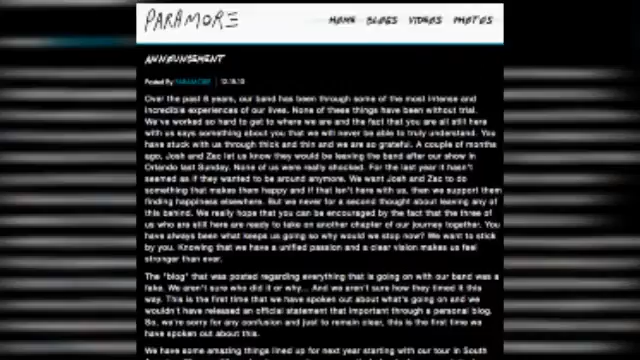 PARAMORE
HOME BLOGS VIDEOS PHOTOS
ANNOUNCEMENT
Posted By PARAMORE | 12.18.10
Over the past 6 years, our band has been through some of the most intense and
incredible experiences of our lives. None of these things have been without trial.
We've worked so hard to get to where we are and the fact that you are all still here
with us says something about you that we will never be able to truly understand. You
have stuck with us through thick and thin and we are so grateful. A couple of months
ago, Josh and Zac let us know they would be leaving the band after our show in
Orlando last Sunday. None of us were really shocked. For the last year it hasn't
seemed as if they wanted to be around anymore. We want Josh and Zac to do
something that makes them happy and if that isn't here with us, then we support them
finding happiness elsewhere. But we never for a second thought about leaving any of
this behind. We really hope that you can be encouraged by the fact that the three of
us who are still here are ready to take on another chapter of our journey together. You
have always been what keeps us going so why would we stop now? We want to stick
by you. Knowing that we have a unified passion and a clear vision makes us feel
stronger than ever.
The "blog" that was posted regarding everything that is going on with our band was a
fake. We aren't sure who did it or why... And we aren't sure how they timed it this
way. This is the first time that we have spoken out about what's going on and we
wouldn't have released an official statement that important through a personal blog.
So, we're sorry for any confusion and just to remain clear, this is the first time we
have spoken out about this.
We have some amazing things lined up for next year starting with our tour in South